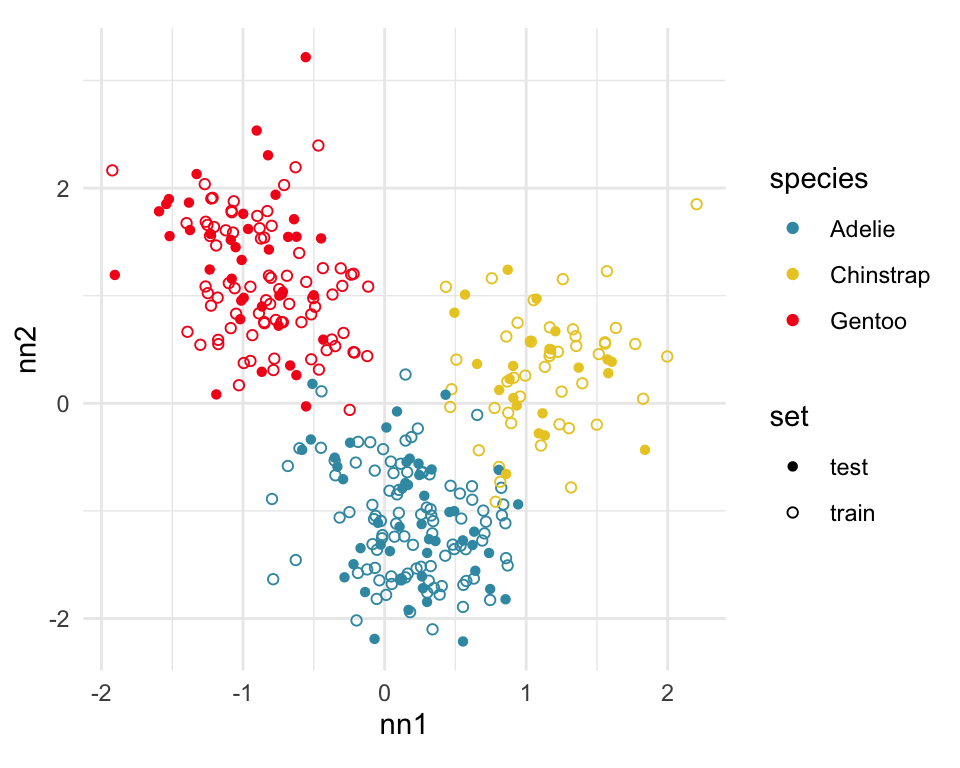 nn2
2
0
-2
-2 -1 0 1 2
nn1
species
Adelie
Chinstrap
Gentoo
set
test
train